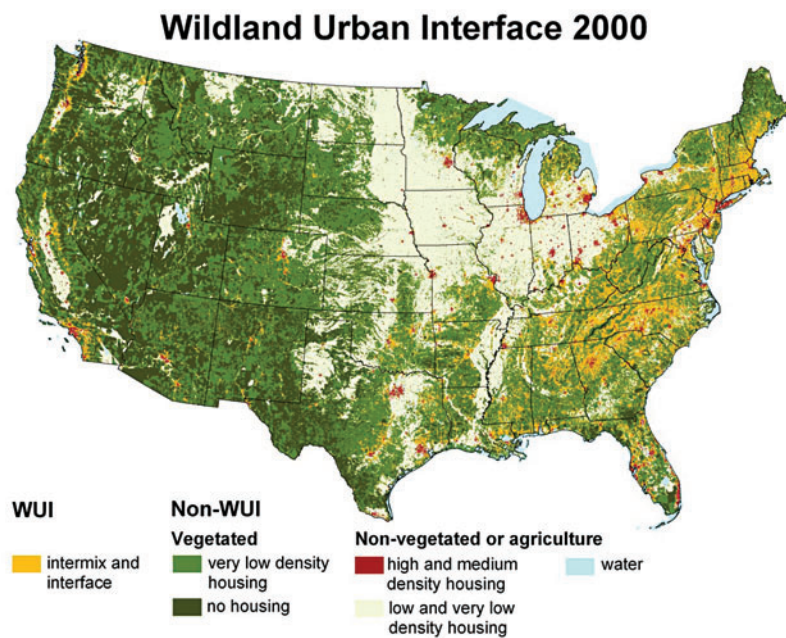 Wildland Urban Interface 2000
WUI
intermix and
interface
Non-WUI
Vegetated
very low density
housing
no housing
Non-vegetated or agriculture
high and medium
density housing
low and very low
density housing
water